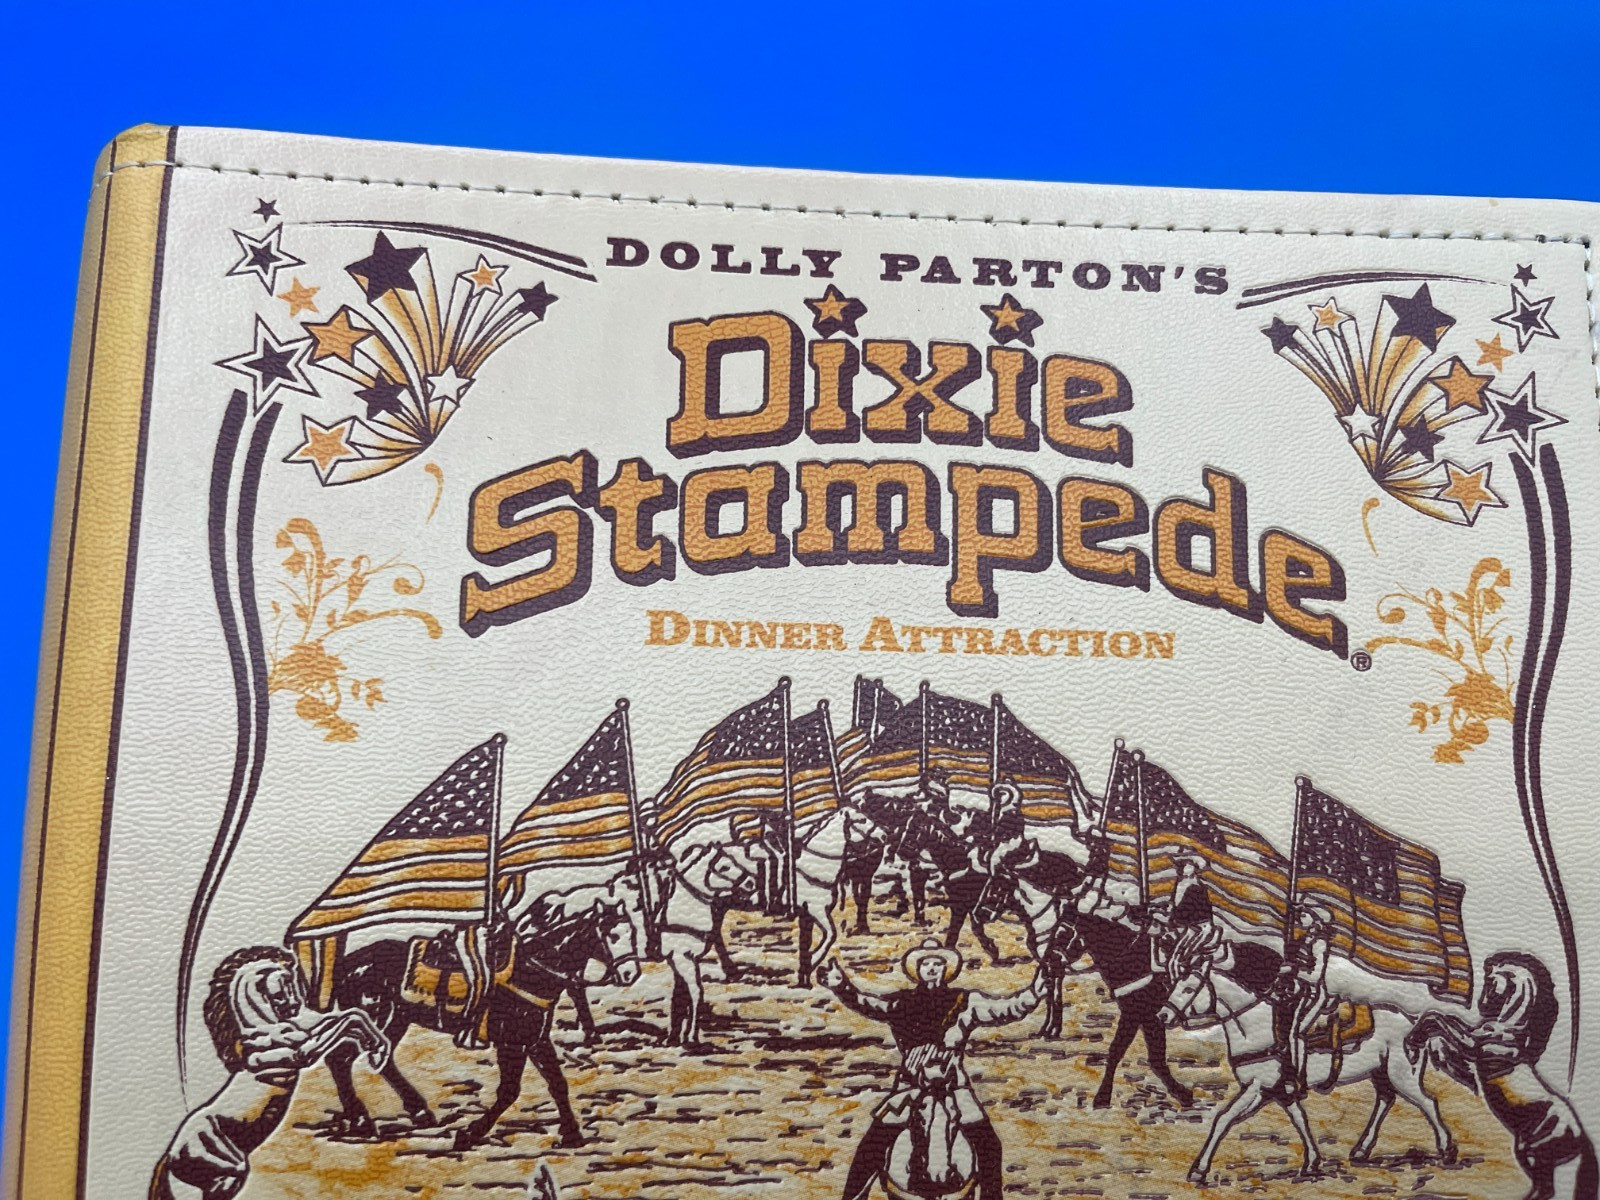 DOLLY PARTON'S
Dixie
Stampede®
DINNER ATTRACTION